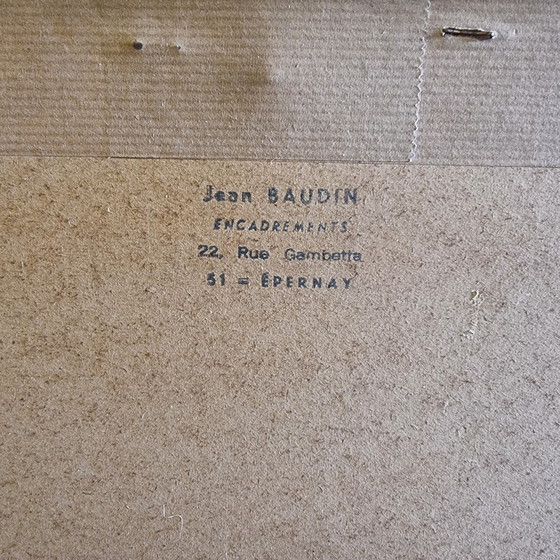 Jean BAUDIN
ENCADREMENTS
22, Rue Gambetta
51 = ÉPERNAY